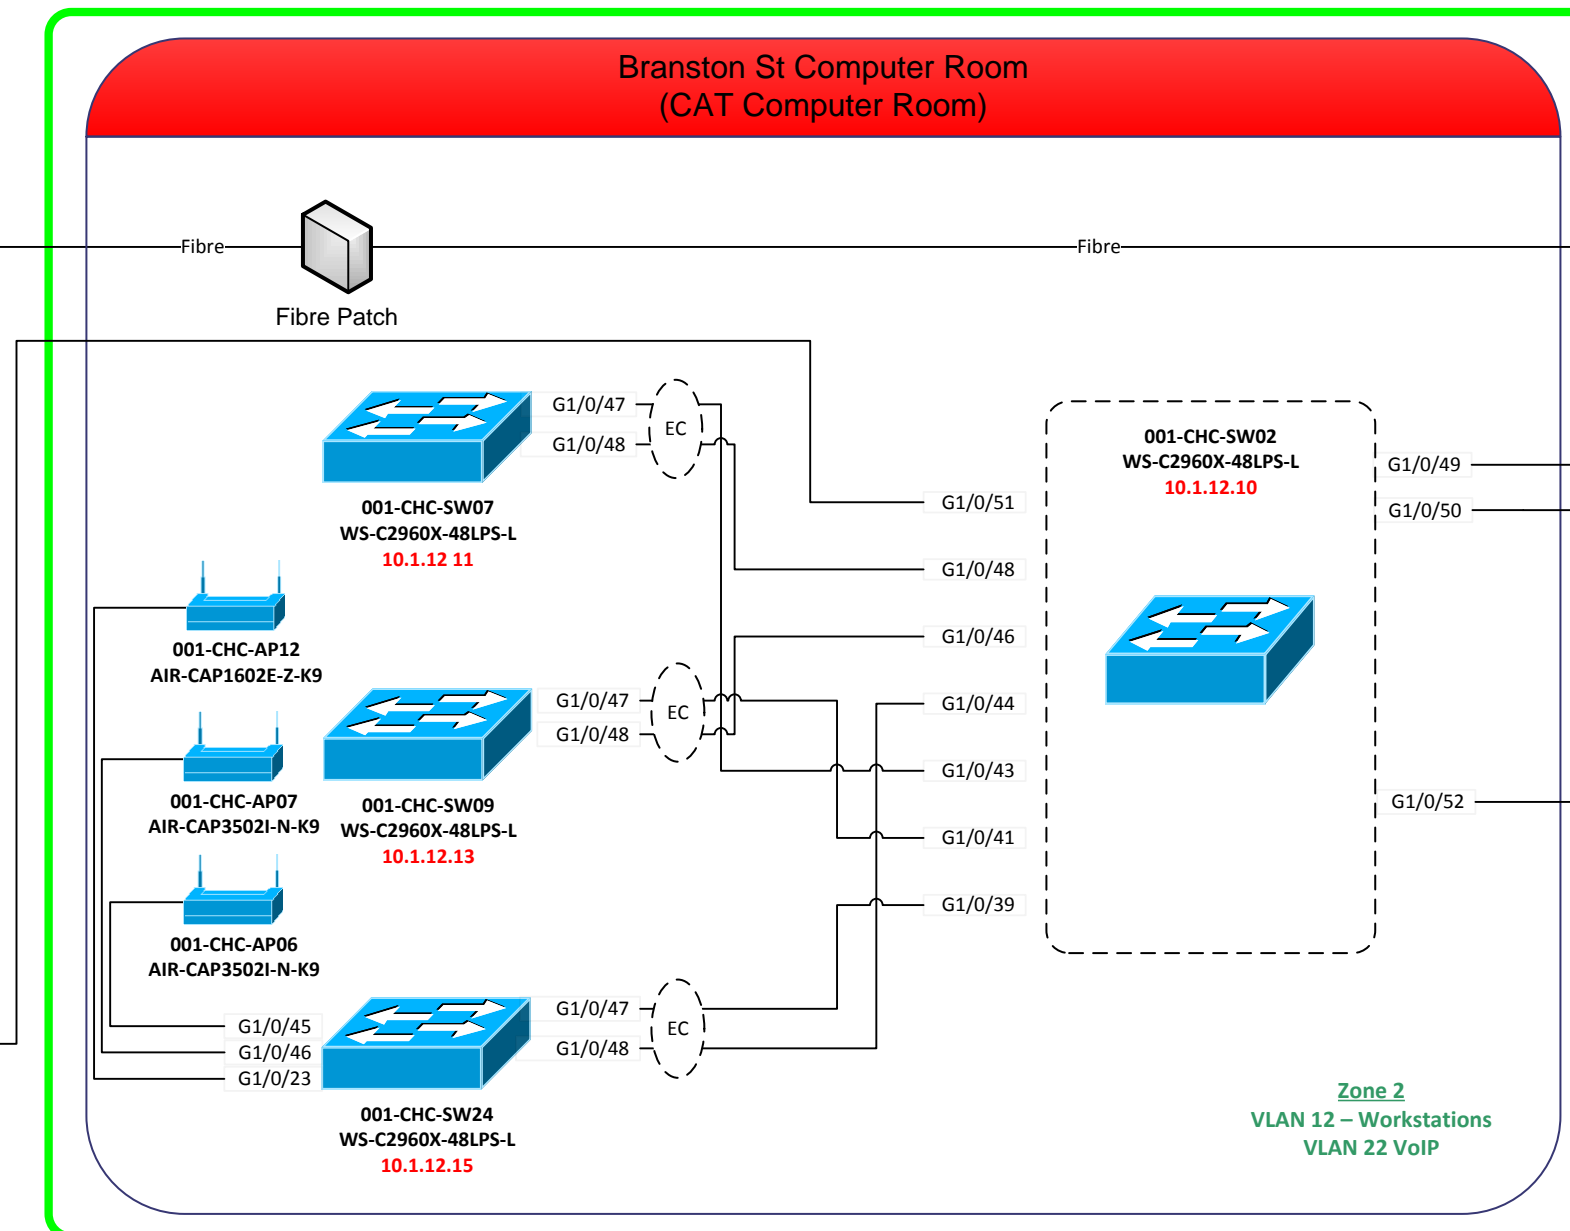 Branston St Computer Room
(CAT Computer Room)
Fibre
Fibre
Fibre Patch
G1/0/47
G1/0/48
EC
001-CHC-SW07
WS-C2960X-48LPS-L
10.1.12 11
001-CHC-SW02
WS-C2960X-48LPS-L
10.1.12.10
G1/0/49
G1/0/50
G1/0/52
G1/0/51
G1/0/48
G1/0/46
G1/0/44
G1/0/43
G1/0/41
G1/0/39
001-CHC-AP12
AIR-CAP1602E-Z-K9
G1/0/47
G1/0/48
EC
001-CHC-AP07
AIR-CAP3502I-N-K9
001-CHC-SW09
WS-C2960X-48LPS-L
10.1.12.13
001-CHC-AP06
AIR-CAP3502I-N-K9
G1/0/45
G1/0/46
G1/0/23
G1/0/47
G1/0/48
EC
001-CHC-SW24
WS-C2960X-48LPS-L
10.1.12.15
Zone 2
VLAN 12 – Workstations
VLAN 22 VoIP